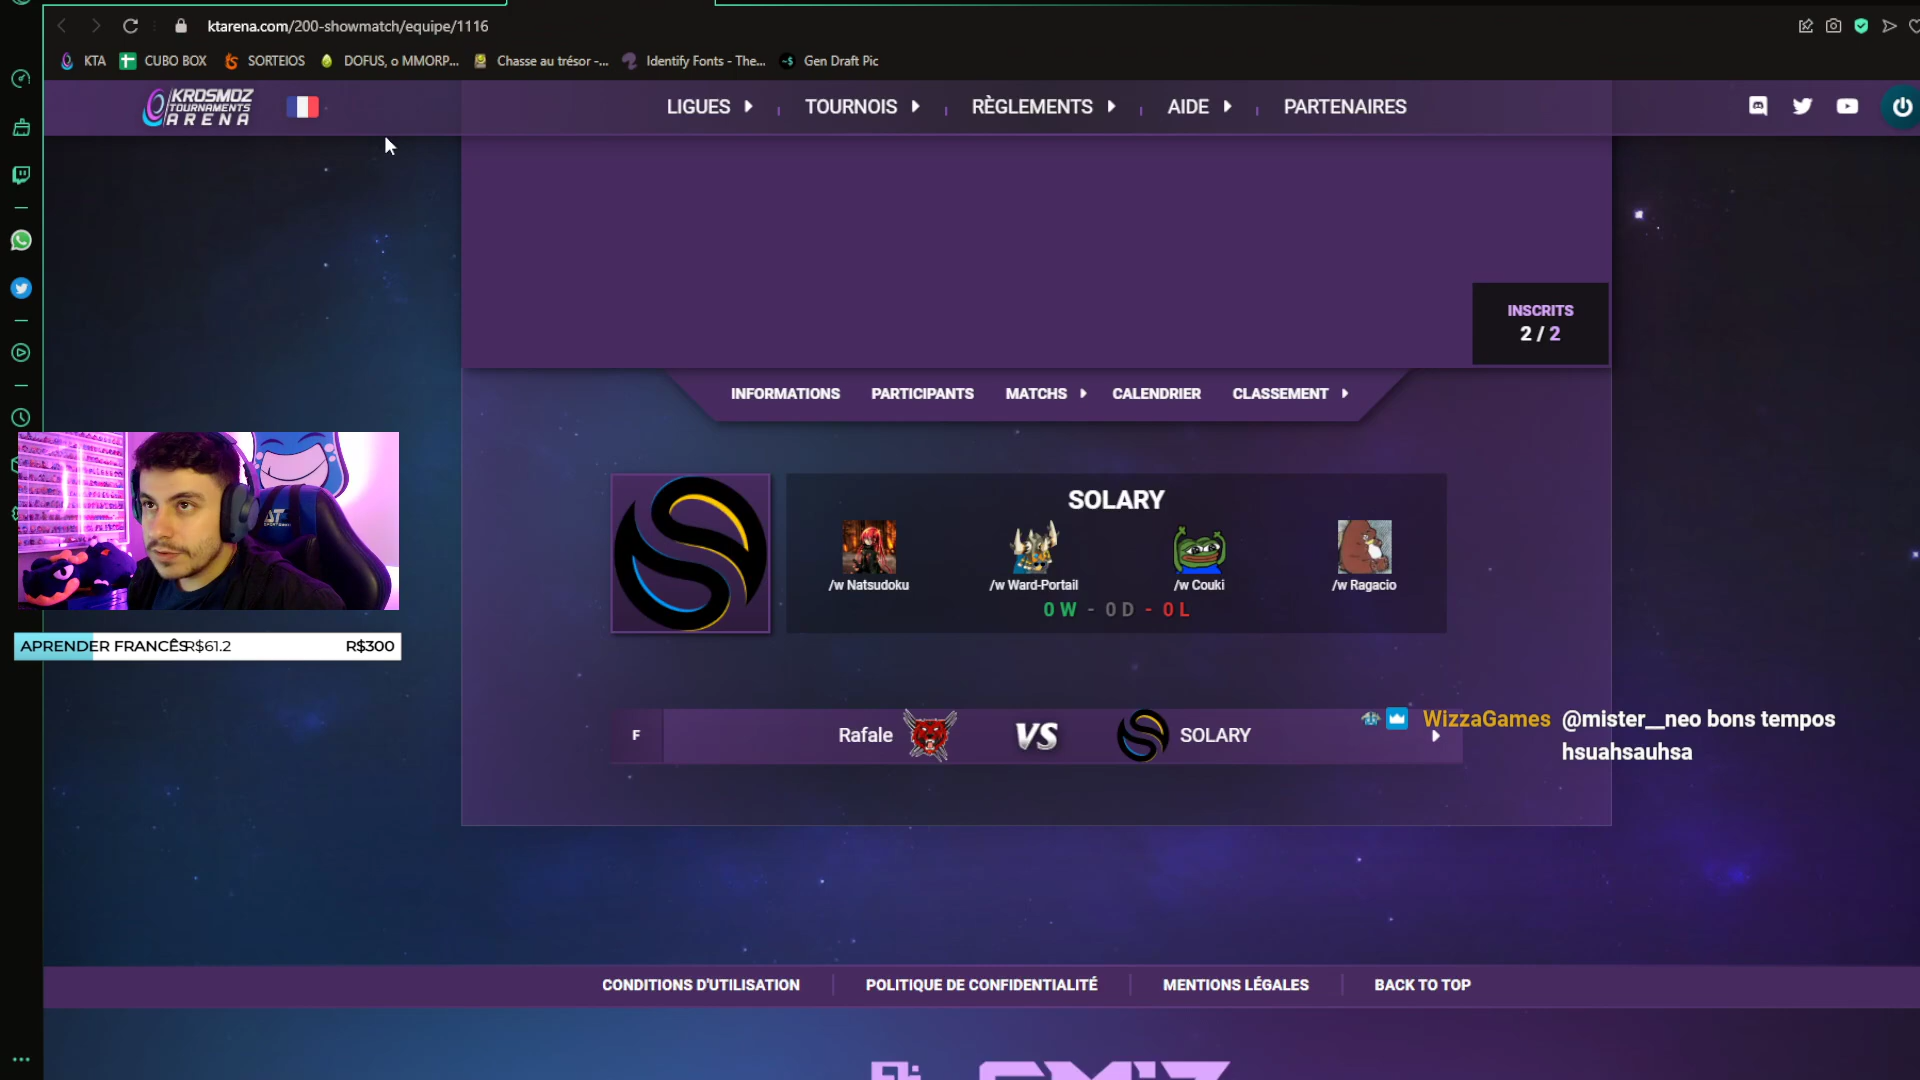 ktarena.com/200-showmatch/equipe/1116
KTA CUBO BOX SORTEIOS DOFUS, o MMORP... Chasse au trésor -... Identify Fonts - The... Gen Draft Pic
KROSMOZ
TOURNAMENTS
ARENA
LIGUES TOURNOIS RÈGLEMENTS AIDE PARTENAIRES
INSCRITS
2 / 2
INFORMATIONS PARTICIPANTS MATCHS CALENDRIER CLASSEMENT
SOLARY
/w Natsudoku /w Ward-Portail /w Couki /w Ragacio
0 W - 0 D - 0 L
APRENDER FRANCÊS R$61.2 R$300
F Rafale VS SOLARY
WizzaGames @mister__neo bons tempos
hsuahsauhsa
CONDITIONS D'UTILISATION POLITIQUE DE CONFIDENTIALITÉ MENTIONS LÉGALES BACK TO TOP